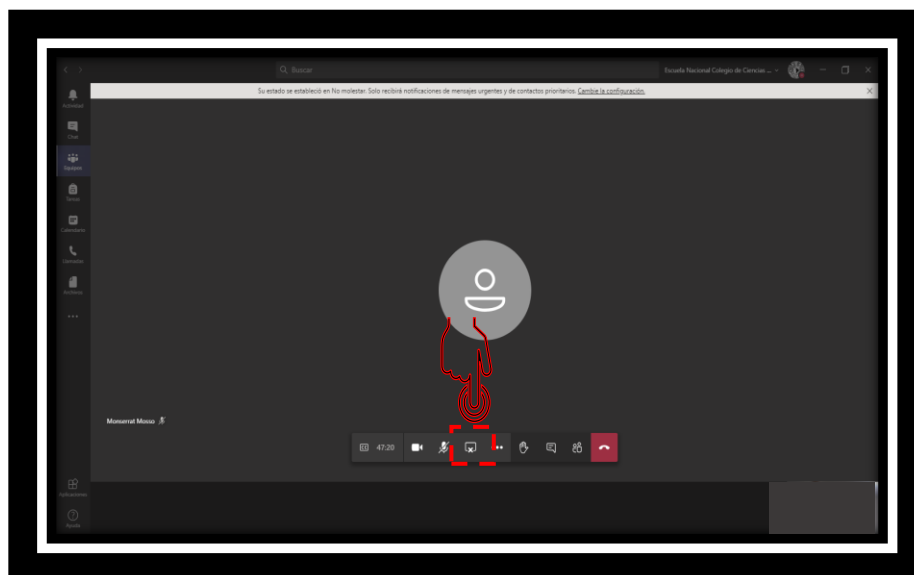 Buscar
Escuela Nacional Colegio de Ciencias ...
Su estado se estableció en No molestar. Solo recibirá notificaciones de mensajes urgentes y de contactos prioritarios. Cambie la configuración.
Actividad
Chat
Equipos
Tareas
Calendario
Llamadas
Archivos
Monserrat Mosso
47:20
Aplicaciones
Ayuda